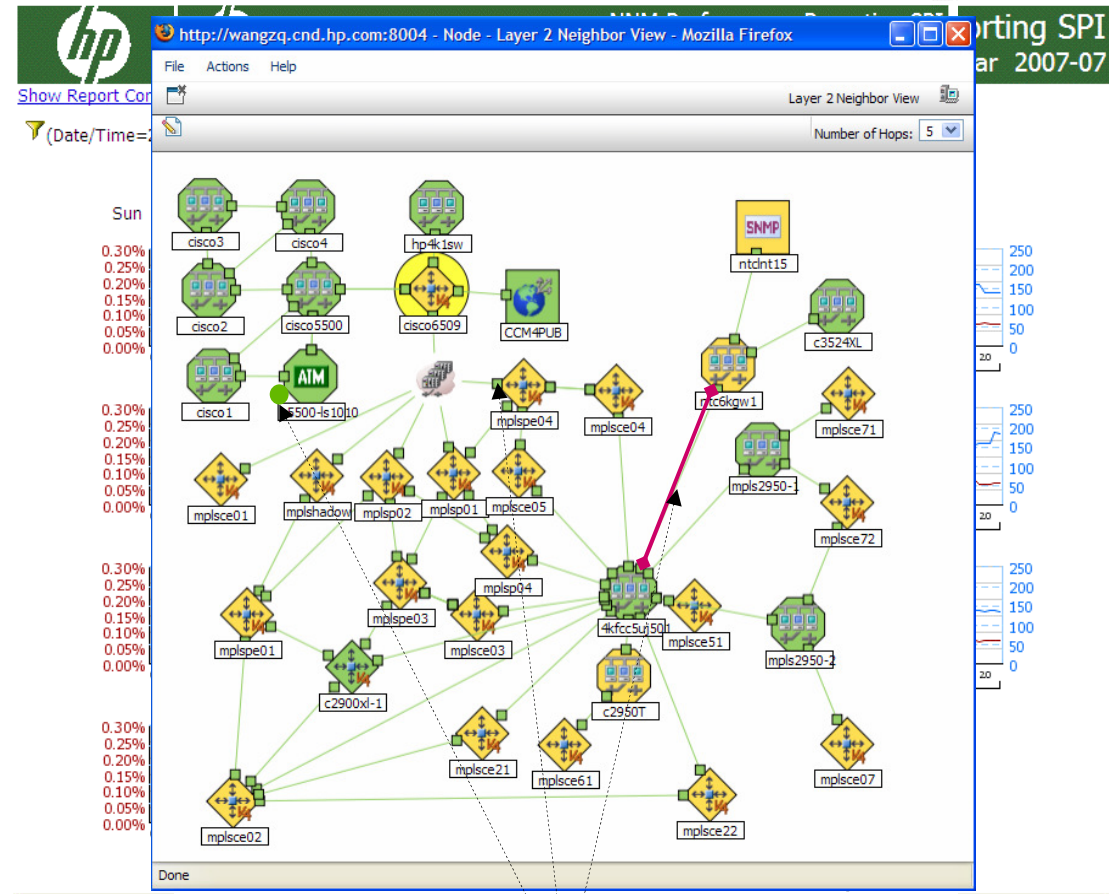 hp
http://wangzq.cnd.hp.com:8004 - Node - Layer 2 Neighbor View - Mozilla Firefox
rting SPI
ar 2007-07
File Actions Help
Show Report Cor
Layer 2 Neighbor View
(Date/Time=2
Number of Hops: 5
Sun
cisco3
cisco4
hp4k1sw
SNMP
ntclnt15
cisco2
cisco5500
cisco6509
CCM4PUB
c3524XL
ATM
cisco1
5500-ls1010
mplspe04
mplsce04
ntc6kgw1
mplsce71
mplsce01
mplshadow
mplsp02
mplsp01
mplsce05
mpls2950-1
mplsce72
mplsp04
mplspe03
mplspe01
mplsce03
4kfcc5uj501
mplsce51
mpls2950-2
c2900xl-1
c2950T
mplsce21
mplsce61
mplsce07
mplsce02
mplsce22
0.30%
0.25%
0.20%
0.15%
0.10%
0.05%
0.00%
250
200
150
100
50
0
20
0.30%
0.25%
0.20%
0.15%
0.10%
0.05%
0.00%
250
200
150
100
50
0
20
0.30%
0.25%
0.20%
0.15%
0.10%
0.05%
0.00%
250
200
150
100
50
0
20
0.30%
0.25%
0.20%
0.15%
0.10%
0.05%
0.00%
Done